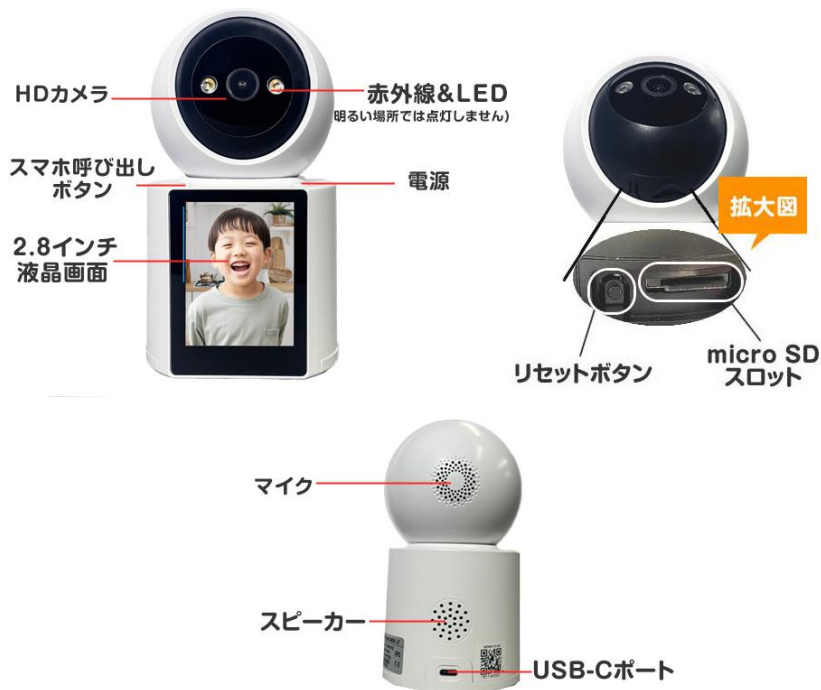 HDカメラ
赤外線&LED
(明るい場所では点灯しません)
スマホ呼び出し
ボタン
電源
2.8インチ
液晶画面
拡大図
リセットボタン
micro SD
スロット
マイク
スピーカー
USB-Cポート